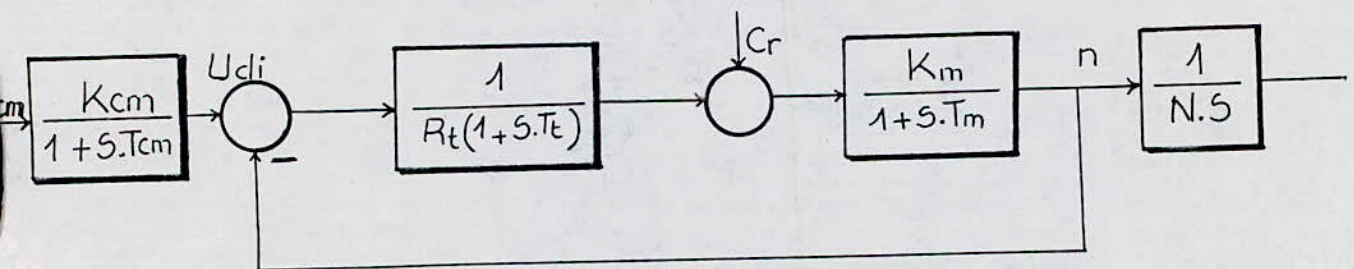 Kcm
1+S.Tcm
Udi
1
Rt(1+S.Tt)
Cr
Km
1+S.Tm
n
1
N.S
−